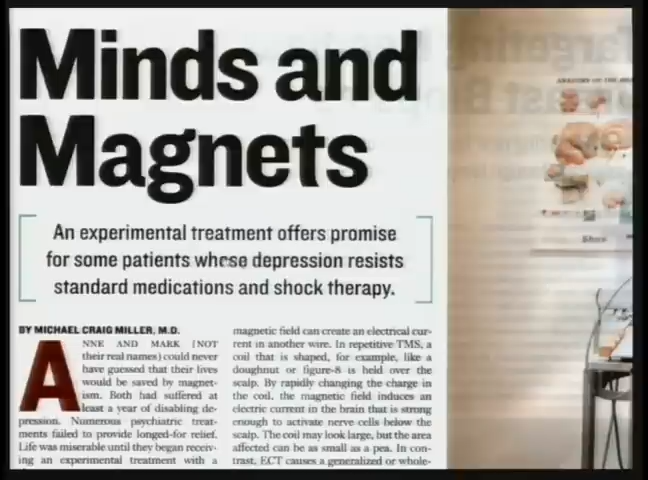 Minds and
Magnets
An experimental treatment offers promise
for some patients whose depression resists
standard medications and shock therapy.
BY MICHAEL CRAIG MILLER, M.D.
ANNE AND MARK (NOT
their real names) could never
have guessed that their lives
would be saved by magnet-
ism. Both had suffered at
least a year of disabling de-
pression. Numerous psychiatric treat-
ments failed to provide longed-for relief.
Life was miserable until they began receiv-
ing an experimental treatment with a
magnetic field can create an electrical cur-
rent in another wire. In repetitive TMS, a
coil that is shaped, for example, like a
doughnut or figure-8 is held over the
scalp. By rapidly changing the charge in
the coil, the magnetic field induces an
electric current in the brain that is strong
enough to activate nerve cells below the
scalp. The coil may look large, but the area
affected can be as small as a pea. In con-
trast, ECT causes a generalized or whole-
ANATOMY OF THE